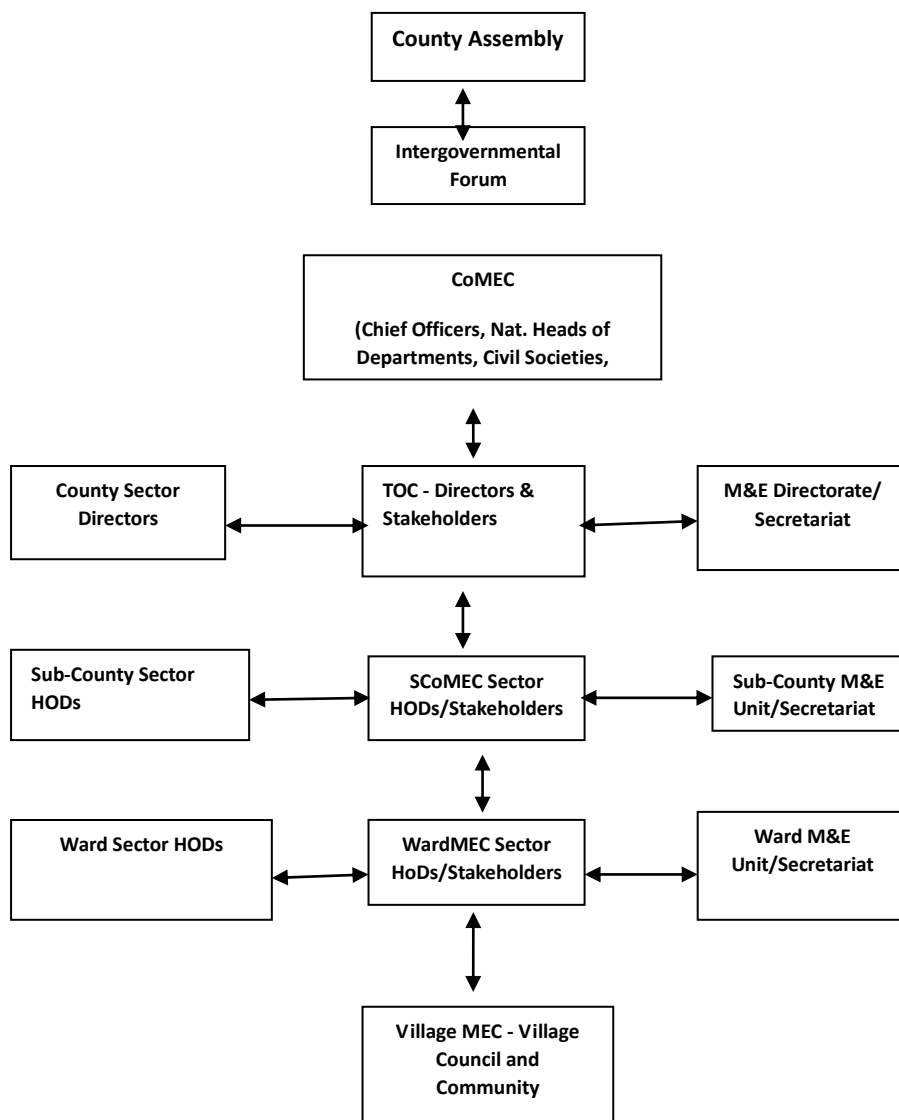 County Assembly
Intergovernmental
Forum
CoMEC
(Chief Officers, Nat. Heads of
Departments, Civil Societies,
County Sector
Directors
TOC - Directors &
Stakeholders
M&E Directorate/
Secretariat
Sub-County Sector
HODs
SCoMEC Sector
HODs/Stakeholders
Sub-County M&E
Unit/Secretariat
Ward Sector HODs
WardMEC Sector
HoDs/Stakeholders
Ward M&E
Unit/Secretariat
Village MEC - Village
Council and
Community